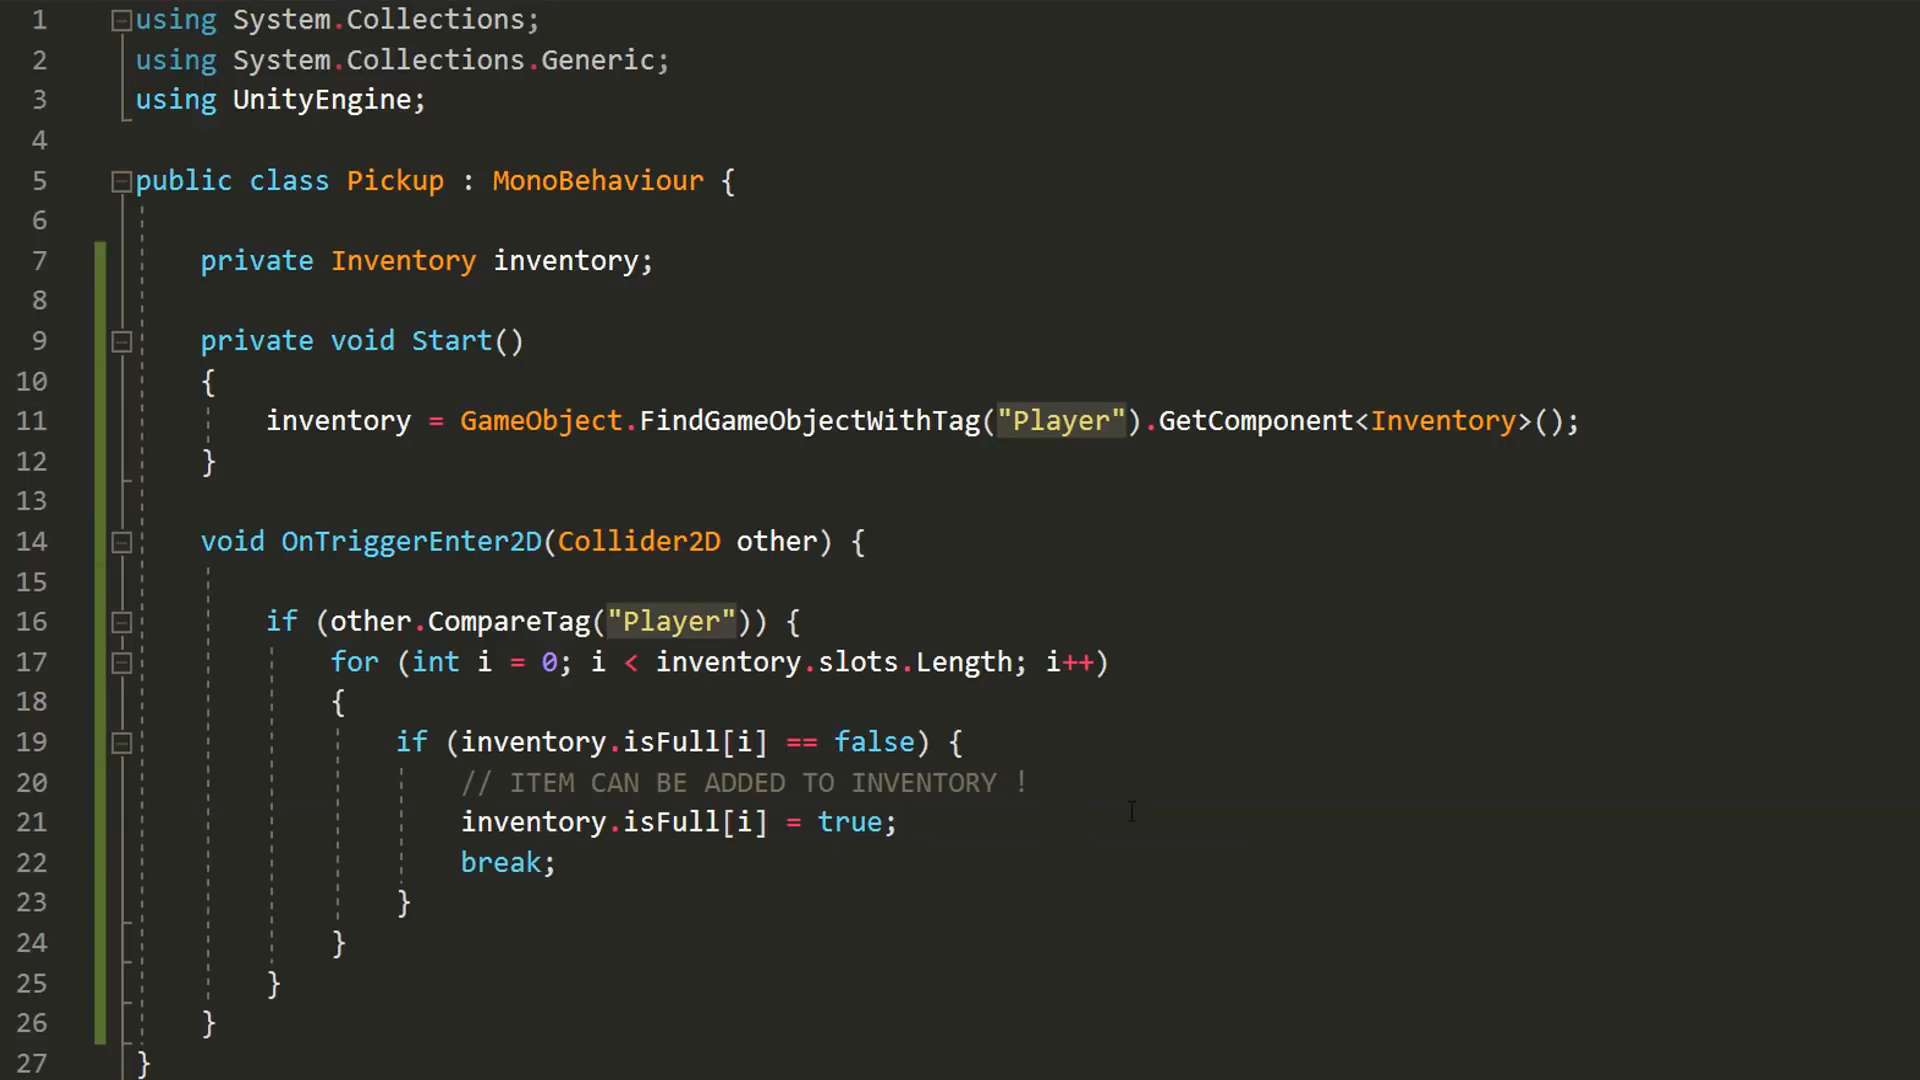 1 using System.Collections;
2 using System.Collections.Generic;
3 using UnityEngine;
4
5 public class Pickup : MonoBehaviour {
6
7 private Inventory inventory;
8
9 private void Start()
10 {
11 inventory = GameObject.FindGameObjectWithTag("Player").GetComponent<Inventory>();
12 }
13
14 void OnTriggerEnter2D(Collider2D other) {
15
16 if (other.CompareTag("Player")) {
17 for (int i = 0; i < inventory.slots.Length; i++)
18 {
19 if (inventory.isFull[i] == false) {
20 // ITEM CAN BE ADDED TO INVENTORY !
21 inventory.isFull[i] = true;
22 break;
23 }
24 }
25 }
26 }
27 }